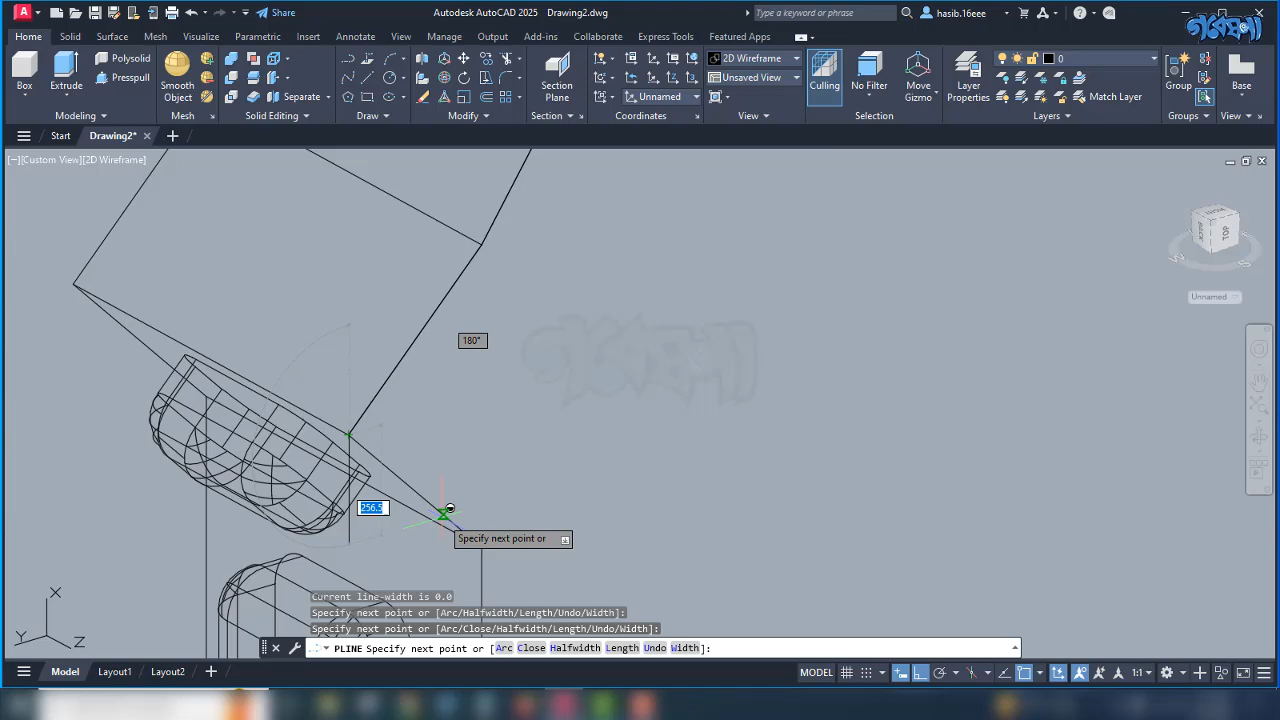 Share
Autodesk AutoCAD 2025 Drawing2.dwg
Type a keyword or phrase
hasib.16eee
Home Solid Surface Mesh Visualize Parametric Insert Annotate View Manage Output Add-ins Collaborate Express Tools Featured Apps
Box
Extrude
Polysolid
Presspull
Smooth Object
Separate
Section Plane
Unnamed
2D Wireframe
Unsaved View
Culling
No Filter
Move Gizmo
Layer Properties
0
Match Layer
Group
Base
Modeling Mesh Solid Editing Draw Modify Section Coordinates View Selection Layers Groups View
Start Drawing2*
[−][Custom View][2D Wireframe]
TOP
W S
Unnamed
180°
256.5
Specify next point or
X
Y
Z
Current line-width is 0.0
Specify next point or [Arc/Halfwidth/Length/Undo/Width]:
Specify next point or [Arc/Close/Halfwidth/Length/Undo/Width]:
PLINE Specify next point or [Arc Close Halfwidth Length Undo Width]:
Model Layout1 Layout2
MODEL 1:1